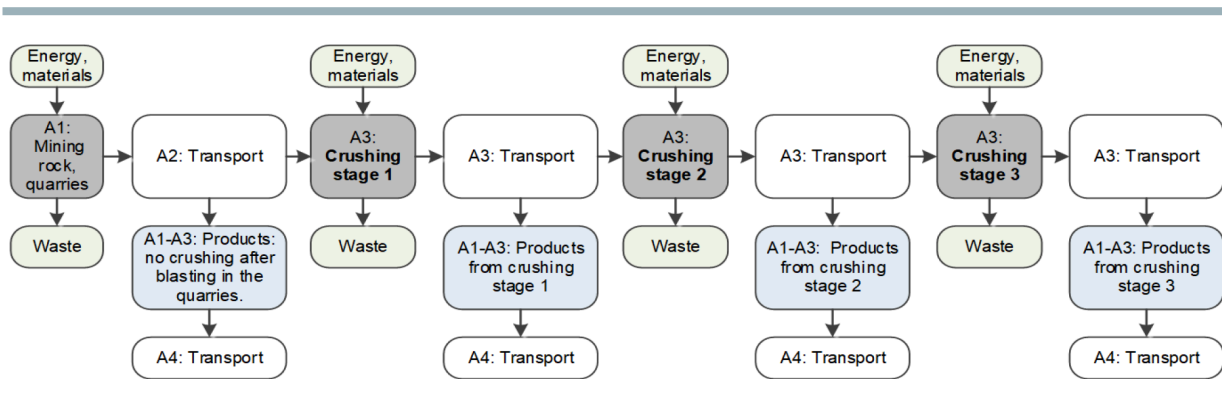 Energy,
materials
Energy,
materials
Energy,
materials
Energy,
materials
A1:
Mining
rock,
quarries
A2: Transport
A3:
Crushing
stage 1
A3: Transport
A3:
Crushing
stage 2
A3: Transport
A3:
Crushing
stage 3
A3: Transport
Waste
A1-A3: Products:
no crushing after
blasting in the
quarries.
Waste
A1-A3: Products
from crushing
stage 1
Waste
A1-A3: Products
from crushing
stage 2
Waste
A1-A3: Products
from crushing
stage 3
A4: Transport
A4: Transport
A4: Transport
A4: Transport